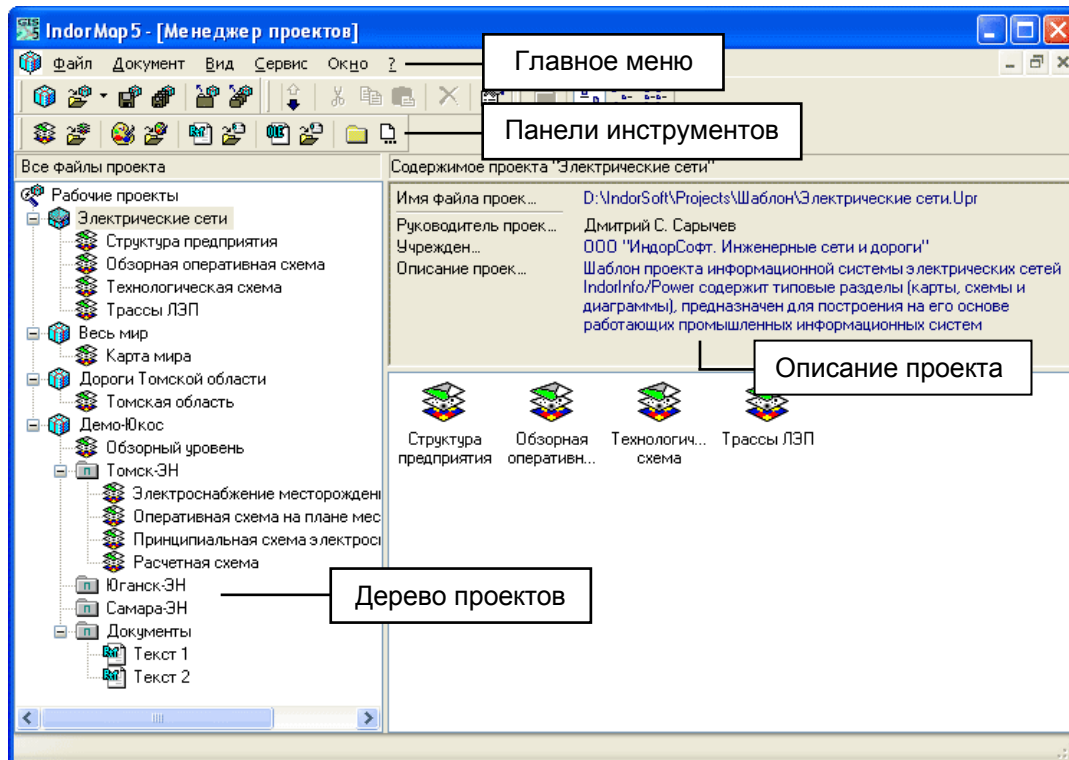 IndorMap 5 - [Менеджер проектов]
Файл Документ Вид Сервис Окно ?
Главное меню
Панели инструментов
Все файлы проекта
Рабочие проекты
Электрические сети
Структура предприятия
Обзорная оперативная схема
Технологическая схема
Трассы ЛЭП
Весь мир
Карта мира
Дороги Томской области
Томская область
Демо-Юкос
Обзорный уровень
Томск-ЭН
Электроснабжение месторождени
Оперативная схема на плане мес
Принципиальная схема электрос
Расчетная схема
Юганск-ЭН
Самара-ЭН
Документы
Текст 1
Текст 2
Дерево проектов
Содержимое проекта "Электрические сети"
Имя файла проек... D:\IndorSoft\Projects\Шаблон\Электрические сети.Upr
Руководитель проек... Дмитрий С. Сарычев
Учрежден... ООО "ИндорСофт. Инженерные сети и дороги"
Описание проек... Шаблон проекта информационной системы электрических сетей
IndorInfo/Power содержит типовые разделы (карты, схемы и
диаграммы), предназначен для построения на его основе
работающих промышленных информационных систем
Описание проекта
Структура предприятия
Обзорная оперативн...
Технологич... схема
Трассы ЛЭП